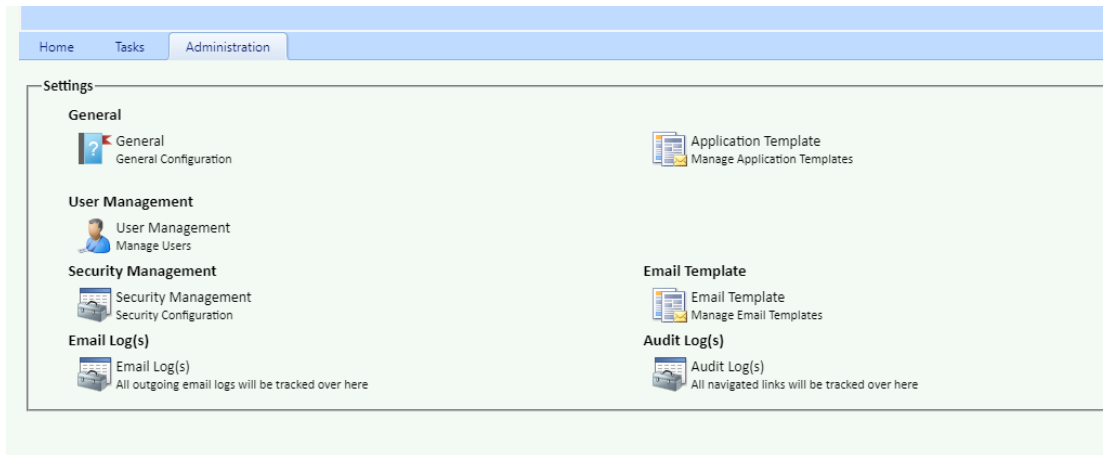 Home Tasks Administration
Settings
General
General
General Configuration
Application Template
Manage Application Templates
User Management
User Management
Manage Users
Security Management
Security Management
Security Configuration
Email Template
Email Template
Manage Email Templates
Email Log(s)
Email Log(s)
All outgoing email logs will be tracked over here
Audit Log(s)
Audit Log(s)
All navigated links will be tracked over here